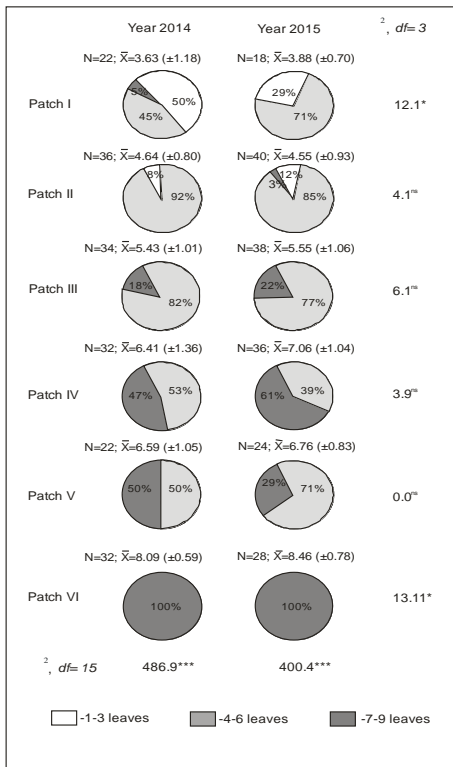 Year 2014 Year 2015 2, df= 3
N=22; X̅=3.63 (±1.18) N=18; X̅=3.88 (±0.70)
Patch I 5% 50% 45% 29% 71% 12.1*
N=36; X̅=4.64 (±0.80) N=40; X̅=4.55 (±0.93)
Patch II 8% 92% 12% 3% 85% 4.1ns
N=34; X̅=5.43 (±1.01) N=38; X̅=5.55 (±1.06)
Patch III 18% 82% 22% 77% 6.1ns
N=32; X̅=6.41 (±1.36) N=36; X̅=7.06 (±1.04)
Patch IV 47% 53% 61% 39% 3.9ns
N=22; X̅=6.59 (±1.05) N=24; X̅=6.76 (±0.83)
Patch V 50% 50% 29% 71% 0.0ns
N=32; X̅=8.09 (±0.59) N=28; X̅=8.46 (±0.78)
Patch VI 100% 100% 13.11*
2, df= 15 486.9*** 400.4***
-1-3 leaves -4-6 leaves -7-9 leaves